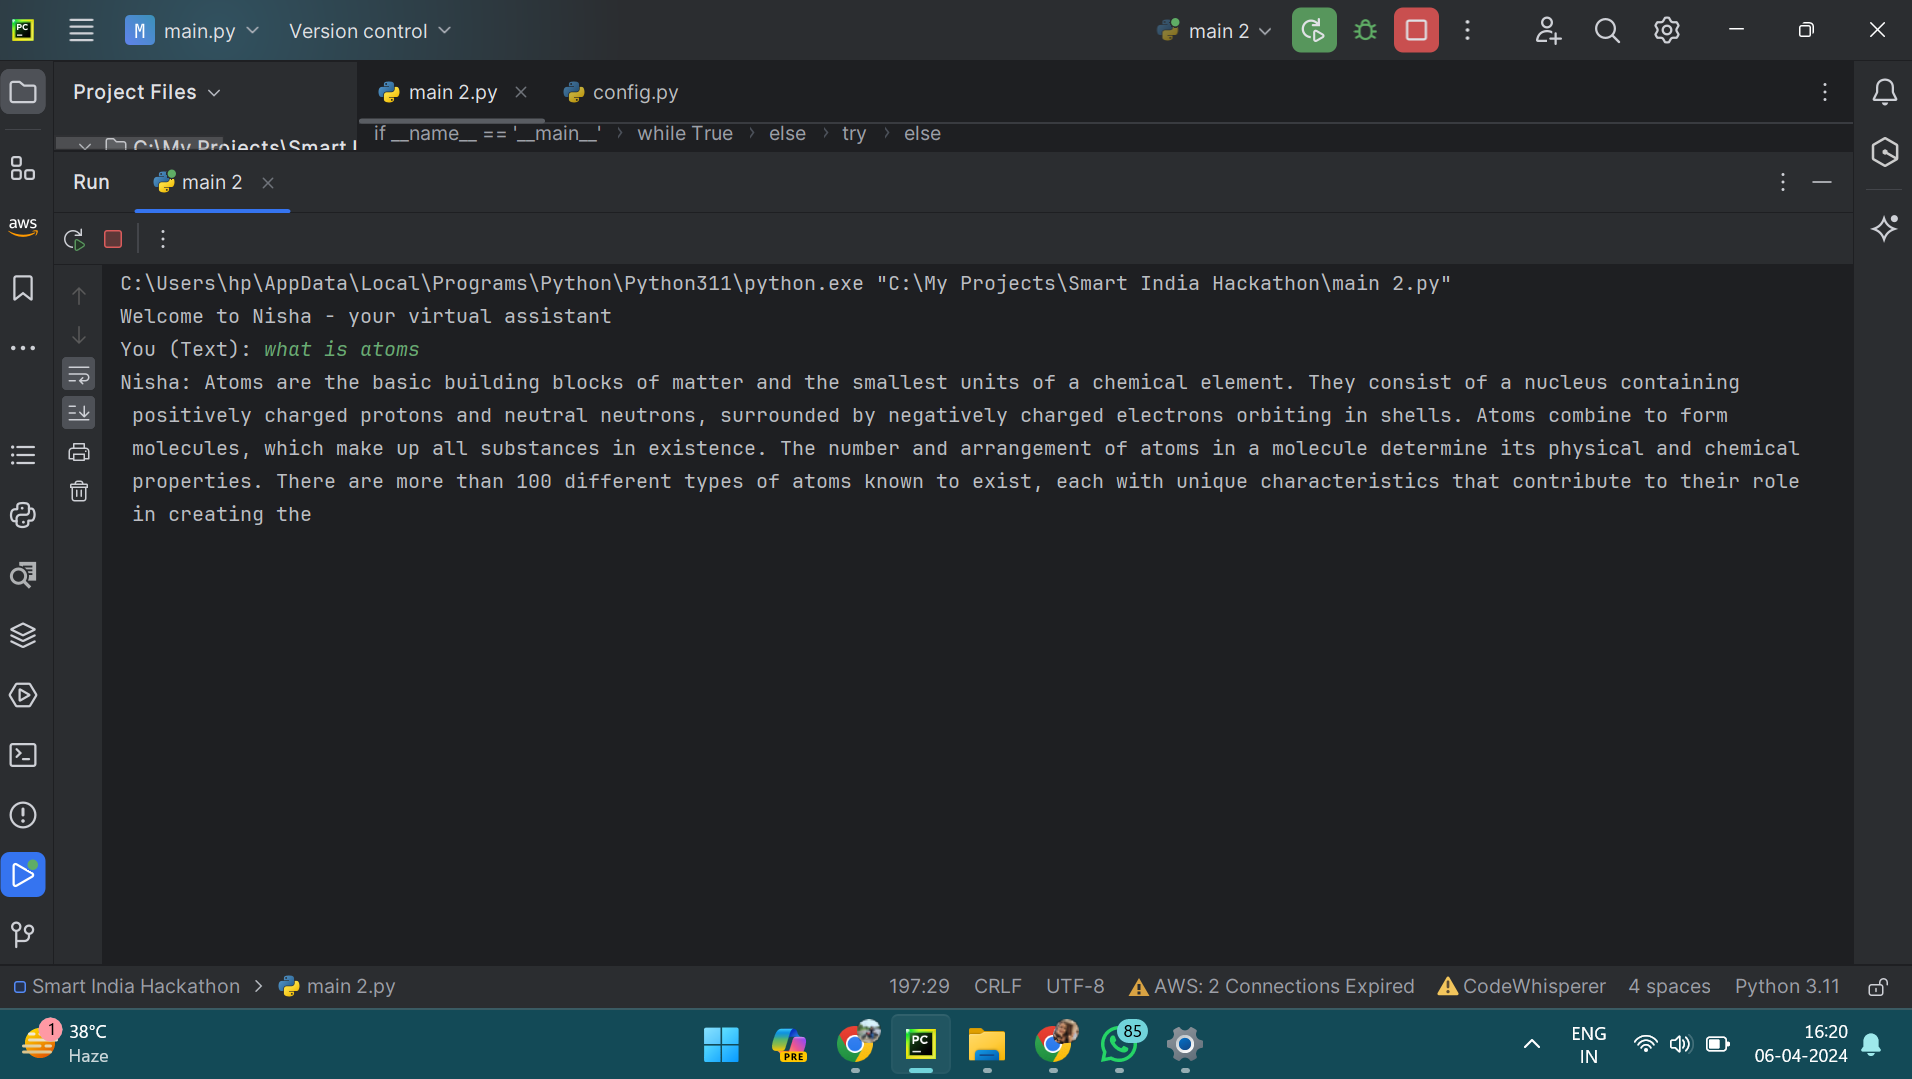 PC
M main.py Version control main 2
Project Files main 2.py config.py
C:\My Projects\Smart I if __name__ == '__main__' > while True > else > try > else
Run main 2
aws
C:\Users\hp\AppData\Local\Programs\Python\Python311\python.exe "C:\My Projects\Smart India Hackathon\main 2.py"
Welcome to Nisha - your virtual assistant
You (Text): what is atoms
Nisha: Atoms are the basic building blocks of matter and the smallest units of a chemical element. They consist of a nucleus containing
positively charged protons and neutral neutrons, surrounded by negatively charged electrons orbiting in shells. Atoms combine to form
molecules, which make up all substances in existence. The number and arrangement of atoms in a molecule determine its physical and chemical
properties. There are more than 100 different types of atoms known to exist, each with unique characteristics that contribute to their role
in creating the
Smart India Hackathon > main 2.py 197:29 CRLF UTF-8 AWS: 2 Connections Expired CodeWhisperer 4 spaces Python 3.11
1 38°C
Haze
PRE
PC
85
ENG
IN
16:20
06-04-2024